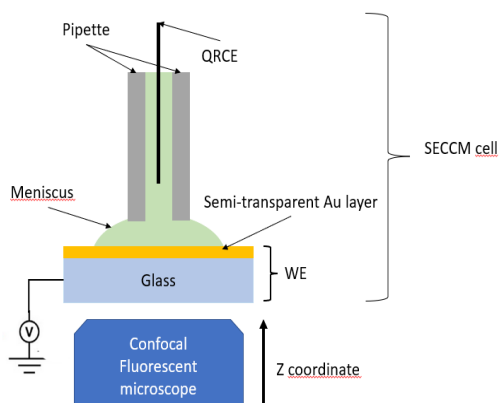 Pipette
QRCE
SECCM cell
Meniscus
Semi-transparent Au layer
WE
Glass
V
Confocal
Fluorescent
microscope
Z coordinate